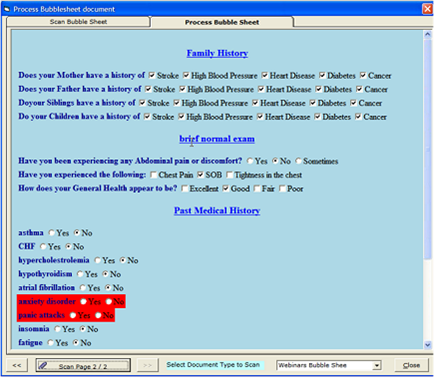 Process Bubblesheet document
Scan Bubble Sheet Process Bubble Sheet
Family History
Does your Mother have a history of Stroke High Blood Pressure Heart Disease Diabetes Cancer
Does your Father have a history of Stroke High Blood Pressure Heart Disease Diabetes Cancer
Doyour Siblings have a history of Stroke High Blood Pressure Heart Disease Diabetes Cancer
Do your Children have a history of Stroke High Blood Pressure Heart Disease Diabetes Cancer
brief normal exam
Have you been experiencing any Abdominal pain or discomfort? Yes No Sometimes
Have you experienced the following: Chest Pain SOB Tightness in the chest
How does your General Health appear to be? Excellent Good Fair Poor
Past Medical History
asthma Yes No
CHF Yes No
hypercholestrolemia Yes No
hypothyroidism Yes No
atrial fibrillation Yes No
anxiety disorder Yes No
panic attacks Yes No
insomnia Yes No
fatigue Yes No
<< Scan Page 2 / 2 >> Select Document Type to Scan Webinars Bubble Shee Close